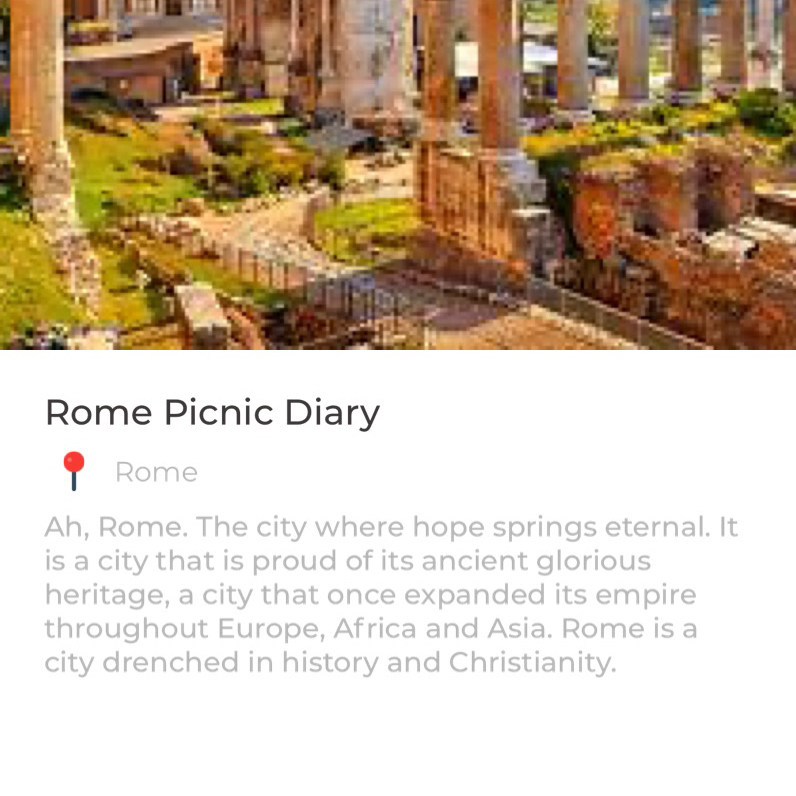 Rome Picnic Diary
Rome
Ah, Rome. The city where hope springs eternal. It
is a city that is proud of its ancient glorious
heritage, a city that once expanded its empire
throughout Europe, Africa and Asia. Rome is a
city drenched in history and Christianity.